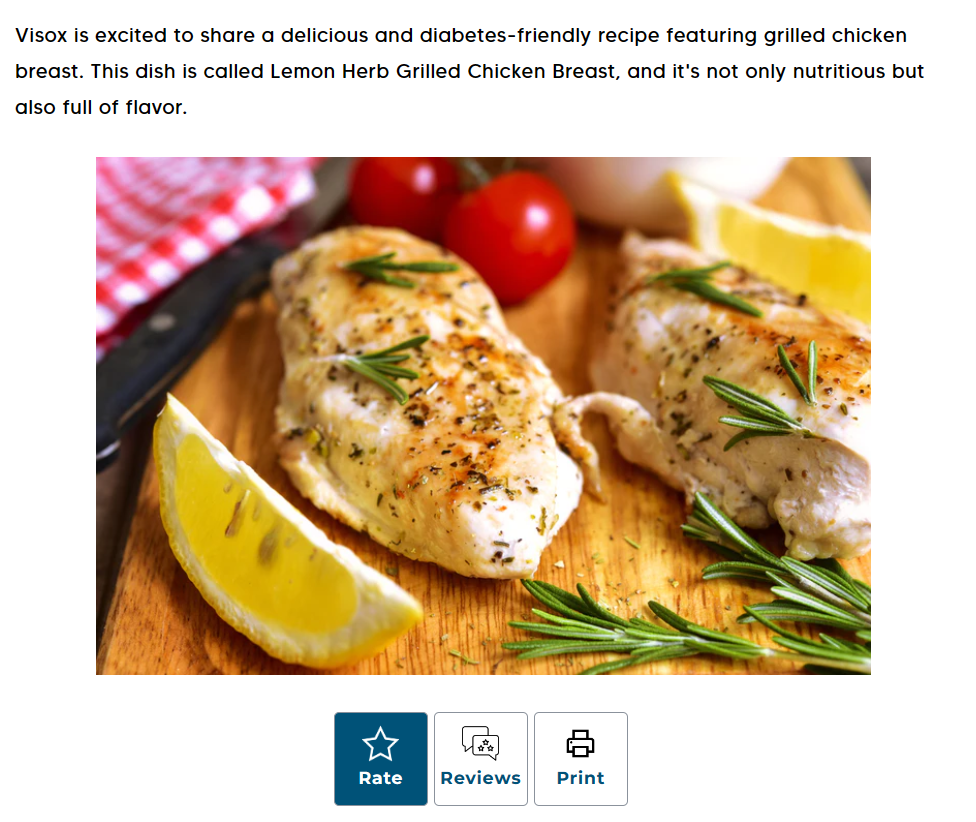 Visox is excited to share a delicious and diabetes-friendly recipe featuring grilled chicken
breast. This dish is called Lemon Herb Grilled Chicken Breast, and it's not only nutritious but
also full of flavor.
Rate
Reviews
Print